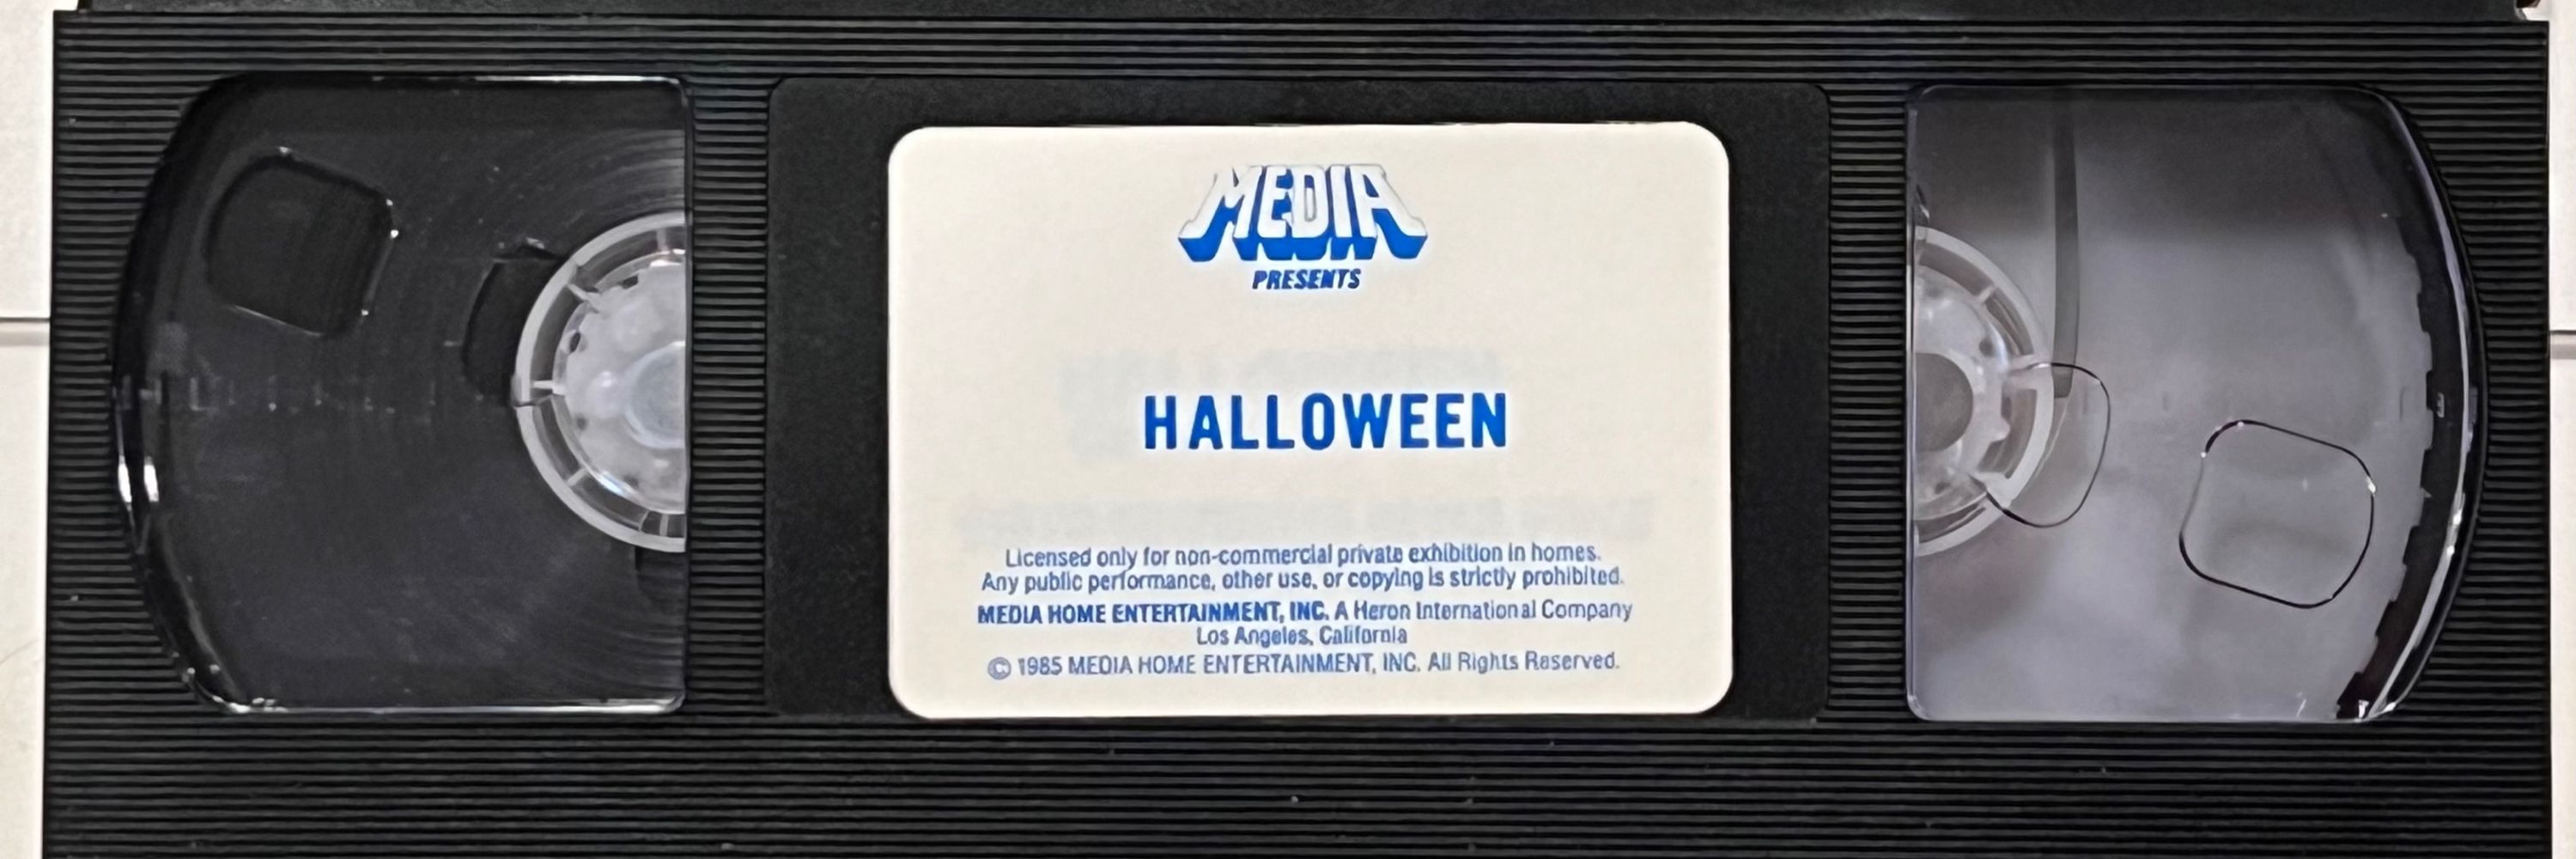 MEDIA
PRESENTS
HALLOWEEN
Licensed only for non-commercial private exhibition in homes.
Any public performance, other use, or copying is strictly prohibited.
MEDIA HOME ENTERTAINMENT, INC. A Heron International Company
Los Angeles, California
© 1985 MEDIA HOME ENTERTAINMENT, INC. All Rights Reserved.